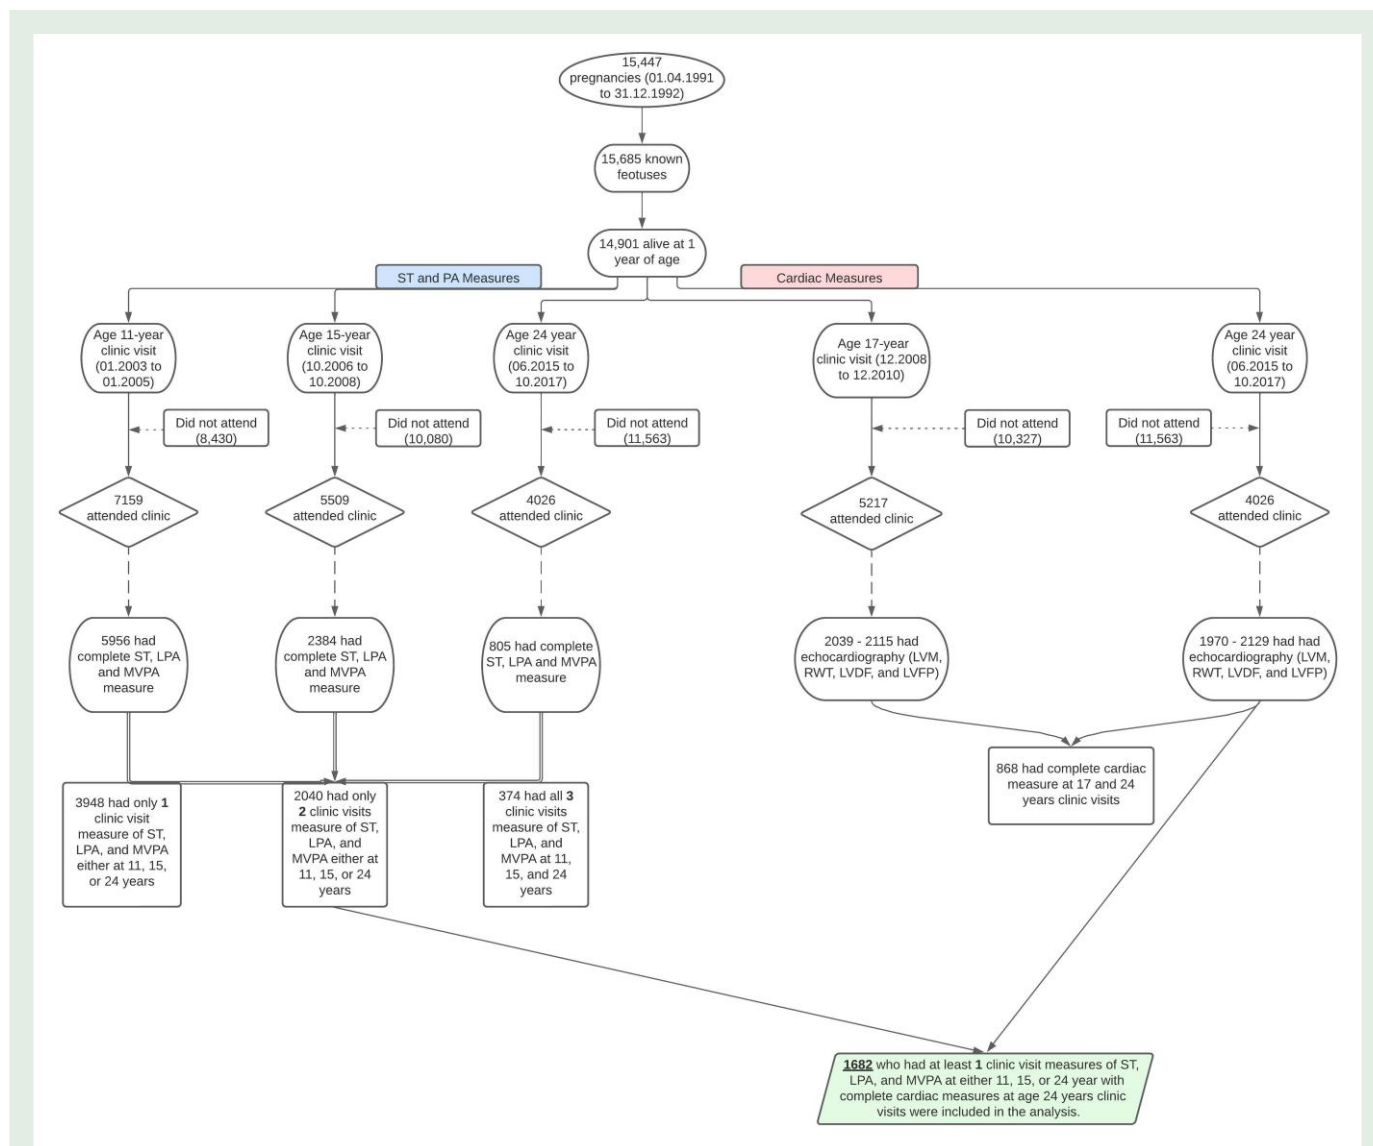 15,447
pregnancies (01.04.1991
to 31.12.1992)
15,685 known
feotuses
14,901 alive at 1
year of age
ST and PA Measures
Cardiac Measures
Age 11-year
clinic visit
(01.2003 to
01.2005)
Age 15-year
clinic visit
(10.2006 to
10.2008)
Age 24 year
clinic visit
(06.2015 to
10.2017)
Age 17-year
clinic visit (12.2008
to 12.2010)
Age 24 year
clinic visit
(06.2015 to
10.2017)
Did not attend
(8,430)
Did not attend
(10,080)
Did not attend
(11,563)
Did not attend
(10,327)
Did not attend
(11,563)
7159
attended clinic
5509
attended clinic
4026
attended clinic
5217
attended clinic
4026
attended clinic
5956 had
complete ST, LPA
and MVPA
measure
2384 had
complete ST, LPA
and MVPA
measure
805 had complete
ST, LPA and MVPA
measure
2039 - 2115 had
echocardiography (LVM,
RWT, LVDF, and LVFP)
1970 - 2129 had had
echocardiography (LVM,
RWT, LVDF, and LVFP)
3948 had only 1
clinic visit
measure of ST,
LPA, and MVPA
either at 11, 15,
or 24 years
2040 had only
2 clinic visits
measure of ST,
LPA, and
MVPA either at
11, 15, or 24
years
374 had all 3
clinic visits
measure of ST,
LPA, and
MVPA at 11,
15, and 24
years
868 had complete cardiac
measure at 17 and 24
years clinic visits
1682 who had at least 1 clinic visit measures of ST,
LPA, and MVPA at either 11, 15, or 24 year with
complete cardiac measures at age 24 years clinic
visits were included in the analysis.